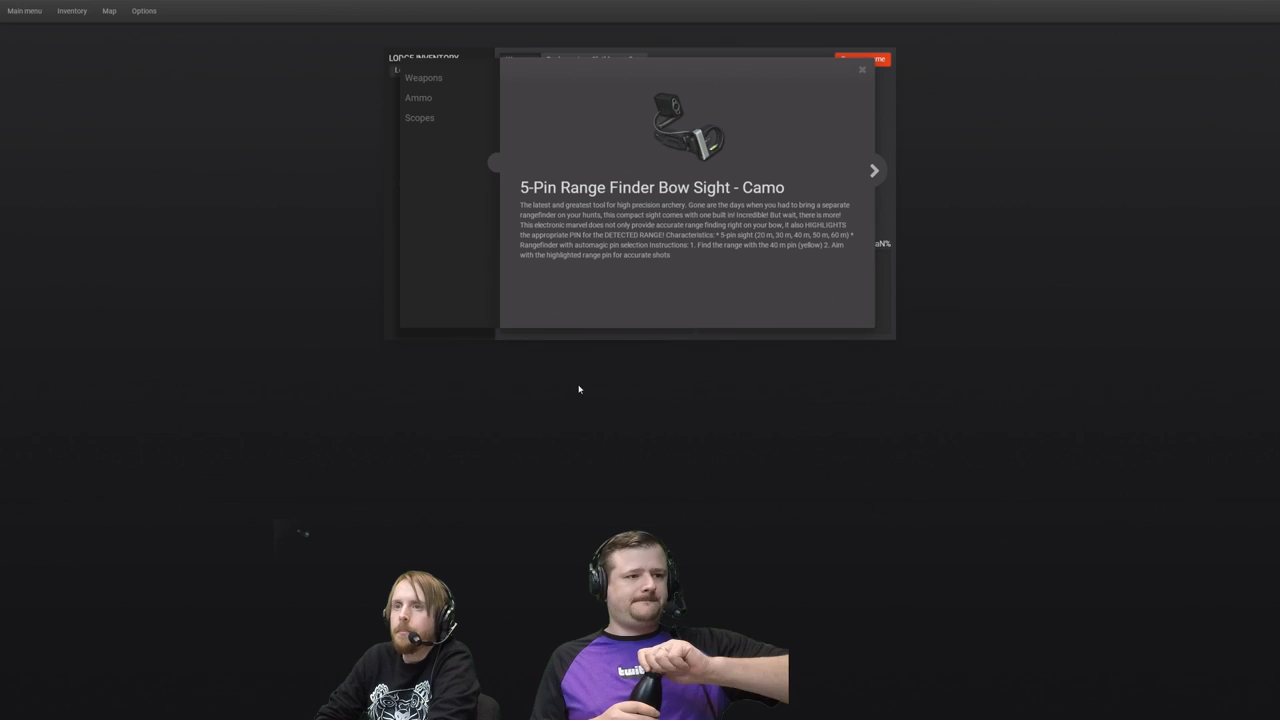 Main menu Inventory Map Options
LODGE INVENTORY
Weapons
Ammo
Scopes
5-Pin Range Finder Bow Sight - Camo
The latest and greatest tool for high precision archery. Gone are the days when you had to bring a separate
rangefinder on your hunts, this compact sight comes with one built in! Incredible! But wait, there is more!
This electronic marvel does not only provide accurate range finding right on your bow, it also HIGHLIGHTS
the appropriate PIN for the DETECTED RANGE! Characteristics: * 5-pin sight (20 m, 30 m, 40 m, 50 m, 60 m) *
Rangefinder with automagic pin selection Instructions: 1. Find the range with the 40 m pin (yellow) 2. Aim
with the highlighted range pin for accurate shots
aN%
twit